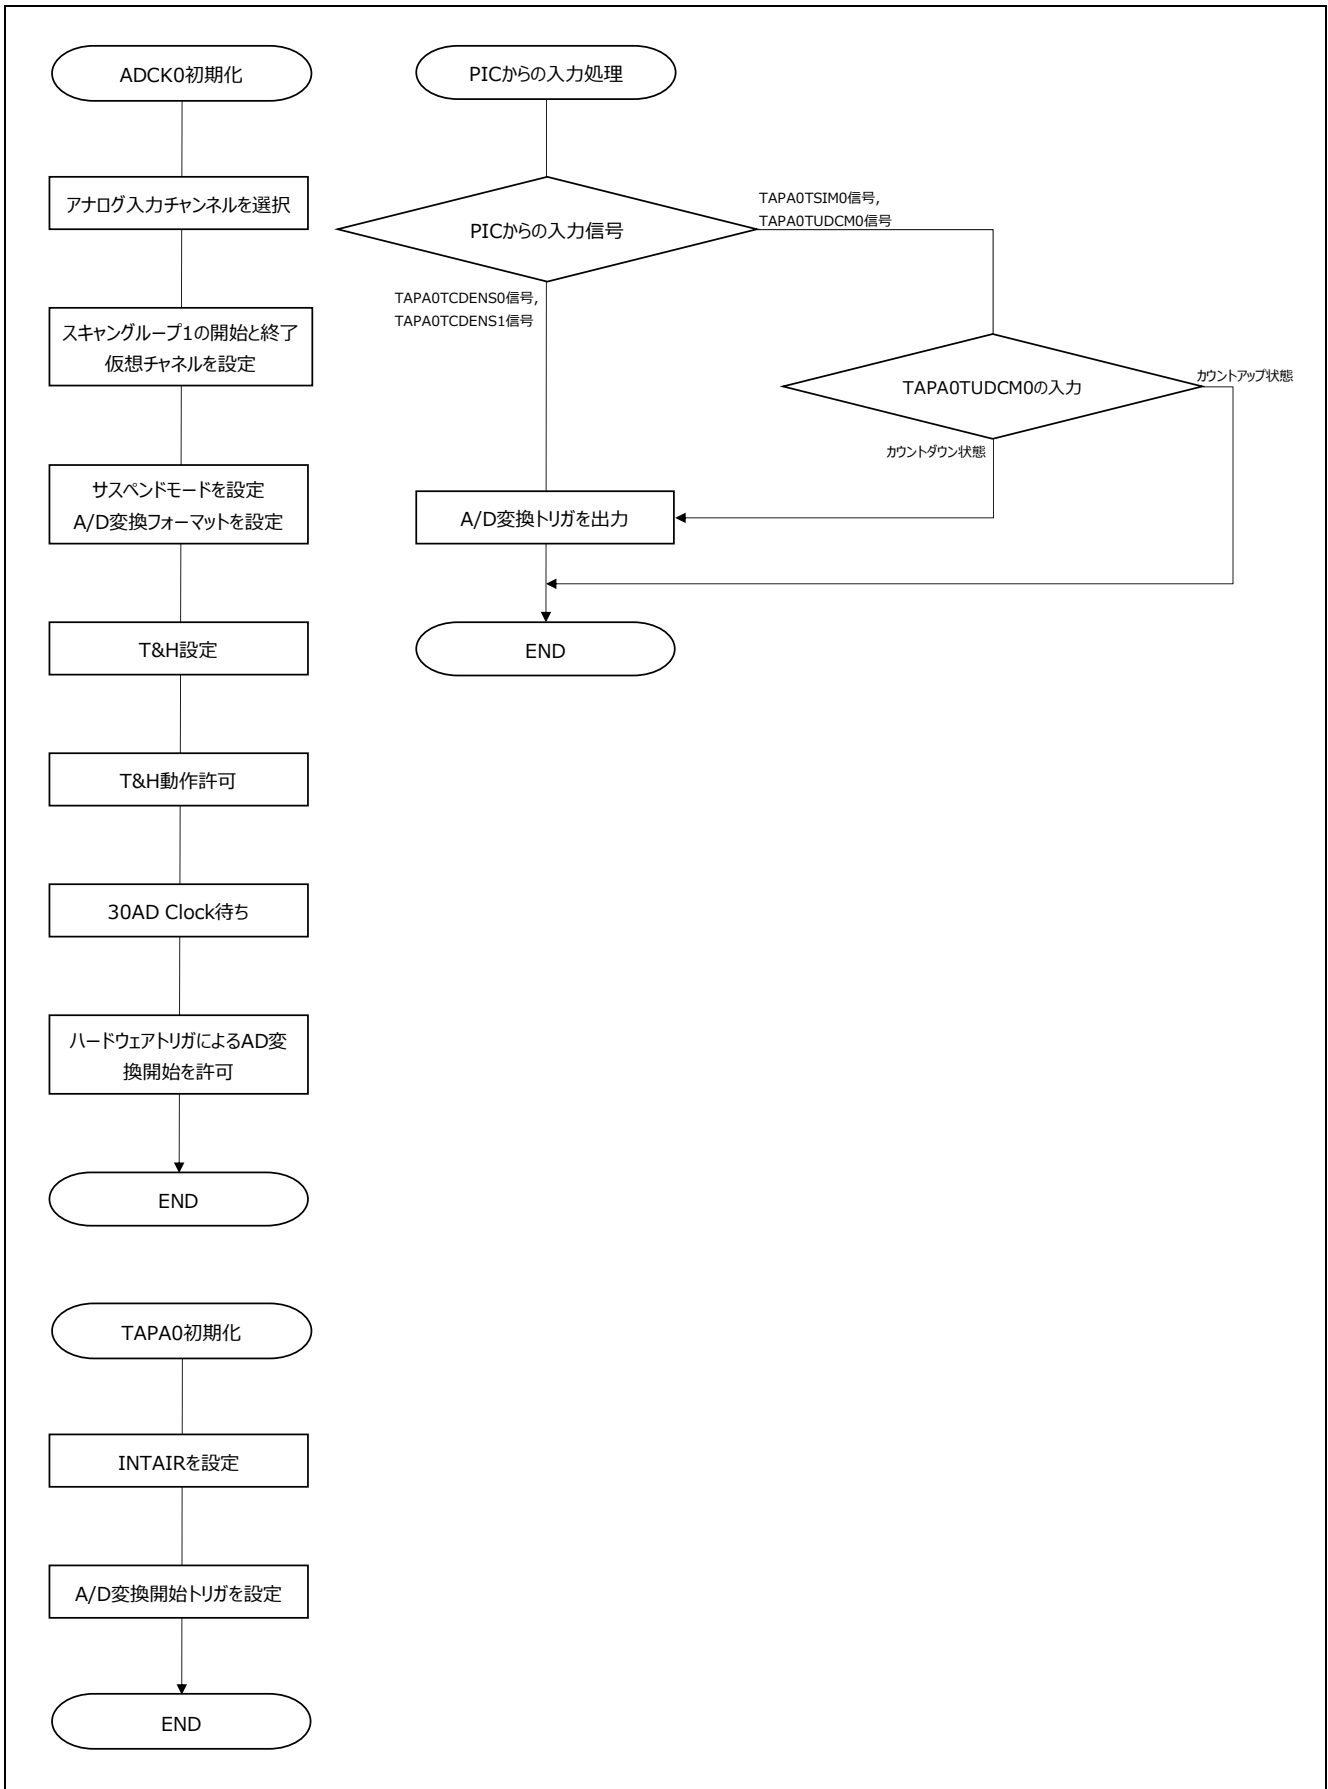 ADCK0初期化
アナログ入力チャンネルを選択
スキャングループ1の開始と終了
仮想チャネルを設定
サスペンドモードを設定
A/D変換フォーマットを設定
T&H設定
T&H動作許可
30AD Clock待ち
ハードウェアトリガによるAD変
換開始を許可
END
PICからの入力処理
PICからの入力信号
TAPA0TSIM0信号,
TAPA0TUDCM0信号
TAPA0TCDENS0信号,
TAPA0TCDENS1信号
TAPA0TUDCM0の入力
カウントアップ状態
カウントダウン状態
A/D変換トリガを出力
END
TAPA0初期化
INTAIRを設定
A/D変換開始トリガを設定
END